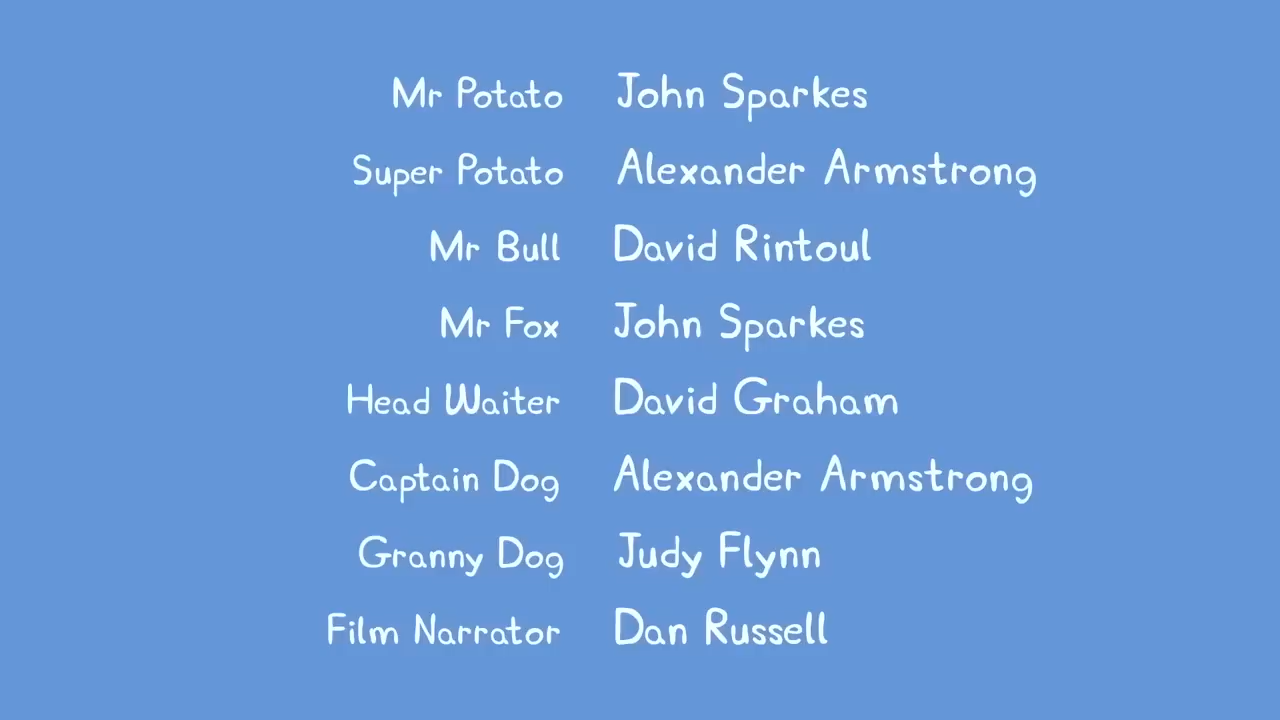 Mr Potato John Sparkes
Super Potato Alexander Armstrong
Mr Bull David Rintoul
Mr Fox John Sparkes
Head Waiter David Graham
Captain Dog Alexander Armstrong
Granny Dog Judy Flynn
Film Narrator Dan Russell